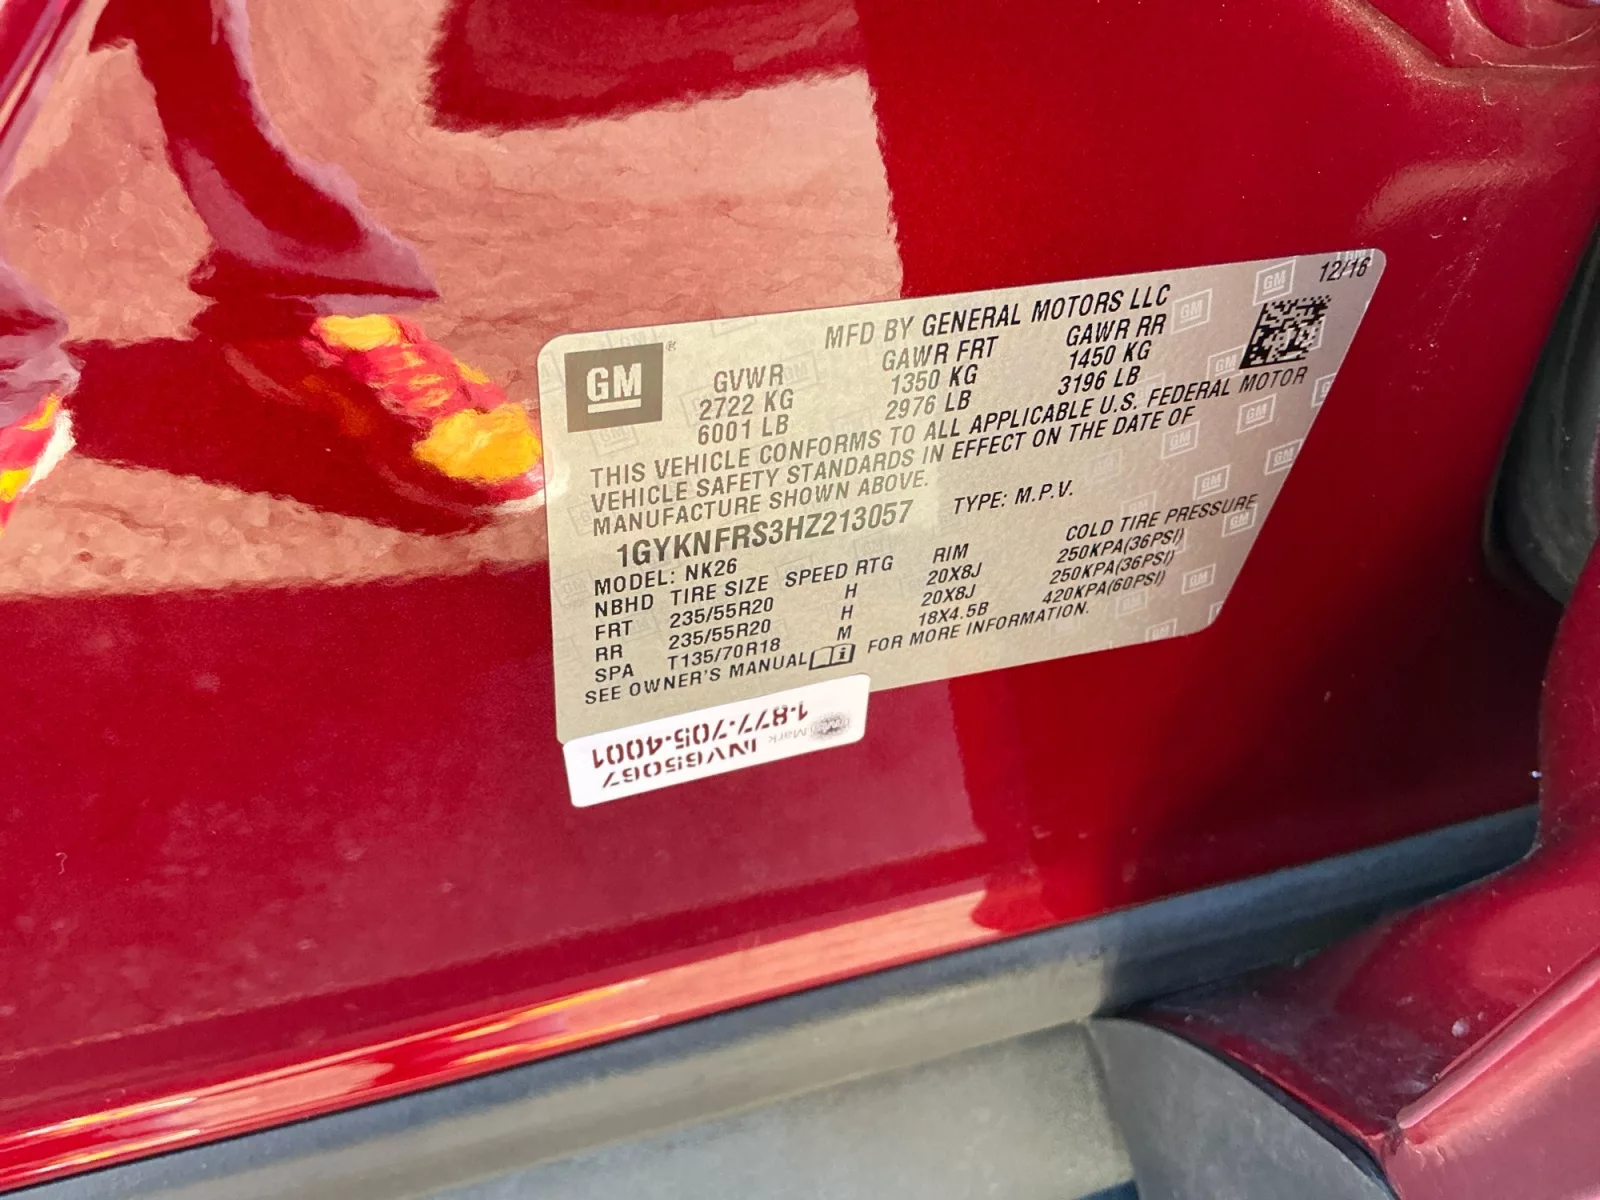 12/16
MFD BY GENERAL MOTORS LLC
GM
GVWR GAWR FRT GAWR RR
2722 KG 1350 KG 1450 KG
6001 LB 2976 LB 3196 LB
THIS VEHICLE CONFORMS TO ALL APPLICABLE U.S. FEDERAL MOTOR
VEHICLE SAFETY STANDARDS IN EFFECT ON THE DATE OF
MANUFACTURE SHOWN ABOVE.
1GYKNFRS3HZ213057 TYPE: M.P.V.
MODEL: NK26
NBHD TIRE SIZE SPEED RTG RIM COLD TIRE PRESSURE
FRT 235/55R20 H 20X8J 250KPA(36PSI)
RR 235/55R20 H 20X8J 250KPA(36PSI)
SPA T135/70R18 M 18X4.5B 420KPA(60PSI)
SEE OWNER'S MANUAL FOR MORE INFORMATION.
Mark
1-877-705-4001